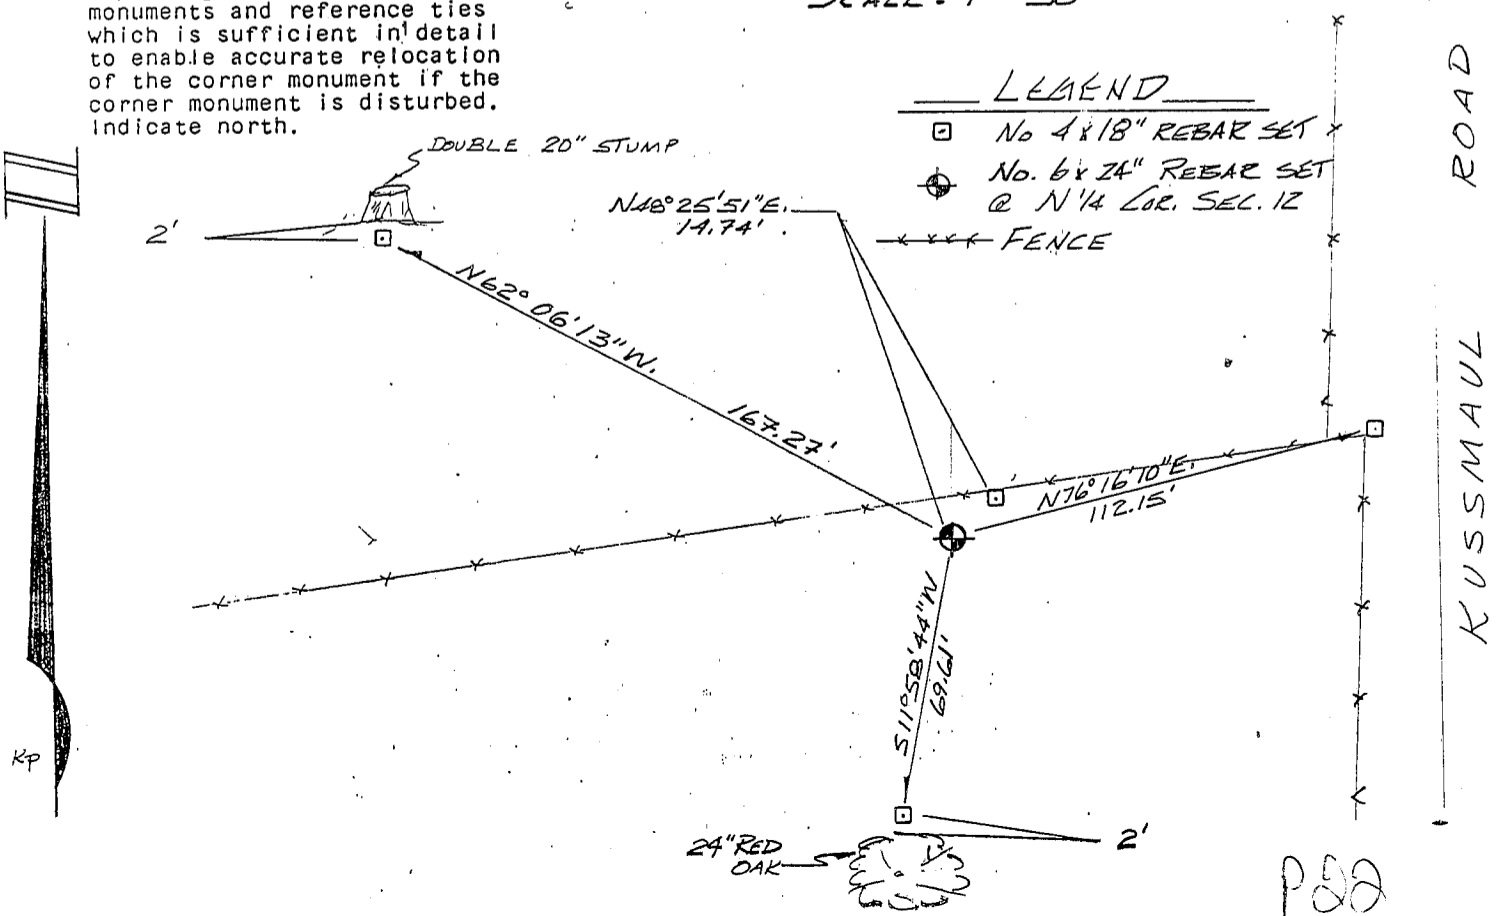 monuments and reference ties
which is sufficient in detail
to enable accurate relocation
of the corner monument if the
corner monument is disturbed.
Indicate north.
LEGEND
No 4 x 18" REBAR SET
No. 6 x 24" REBAR SET
@ N 1/4 COR. SEC. 12
FENCE
DOUBLE 20" STUMP
2'
N48°25'51"E.
14.74'
N62°06'13"W.
167.27'
N76°16'10"E.
112.15'
S11°58'44"W
69.61'
24" RED
OAK
2'
KUSSMAUL ROAD
KP
P22